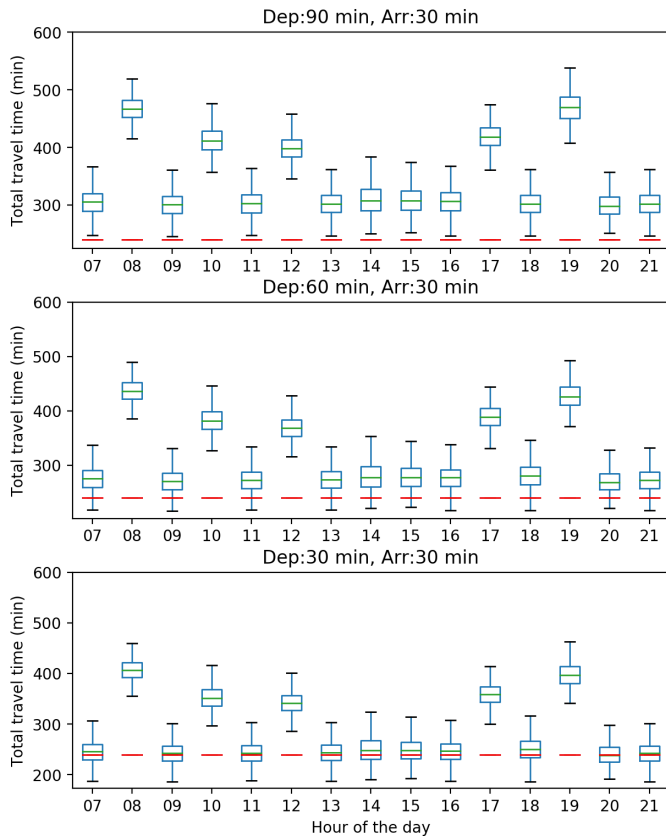 Dep:90 min, Arr:30 min
600
500
400
300
Total travel time (min)
07 08 09 10 11 12 13 14 15 16 17 18 19 20 21
Dep:60 min, Arr:30 min
600
500
400
300
Total travel time (min)
07 08 09 10 11 12 13 14 15 16 17 18 19 20 21
Dep:30 min, Arr:30 min
600
500
400
300
200
Total travel time (min)
07 08 09 10 11 12 13 14 15 16 17 18 19 20 21
Hour of the day